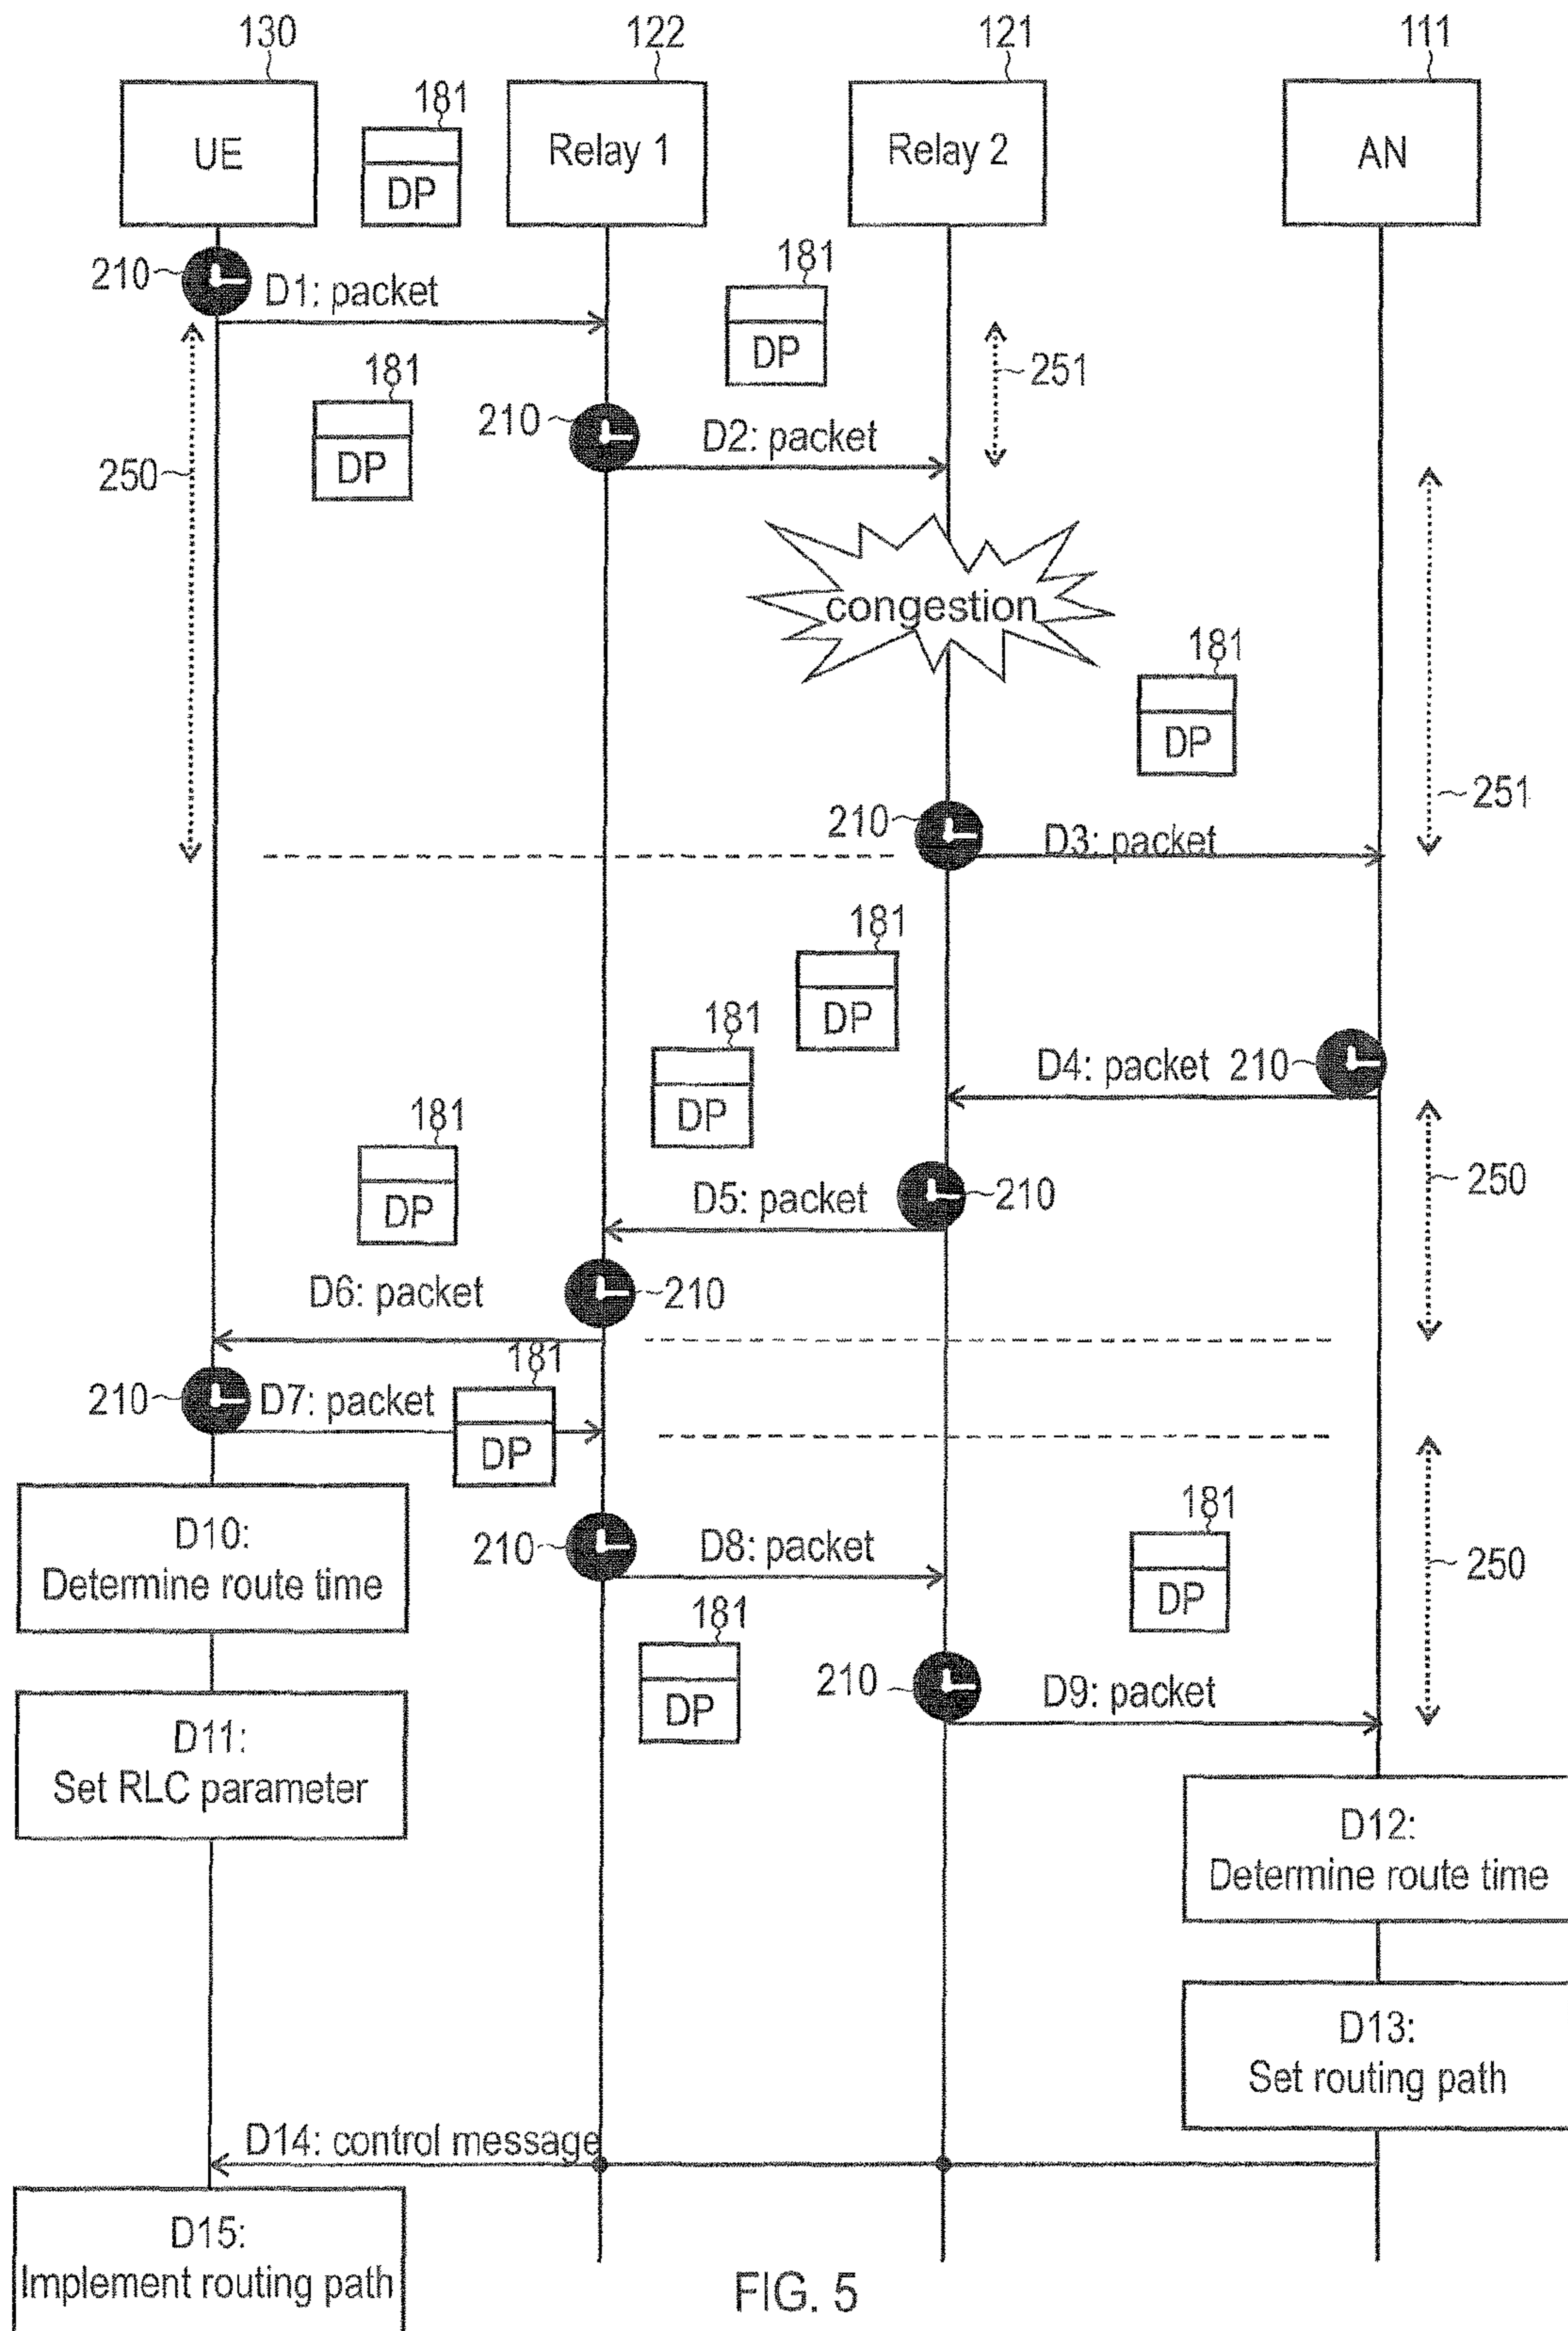 130
122
121
111
UE
181
DP
Relay 1
Relay 2
AN
210
D1: packet
181
DP
251
181
DP
250
210
D2: packet
congestion
181
DP
251
210
D3: packet
181
DP
181
DP
D4: packet
210
181
DP
D5: packet
210
250
D6: packet
210
181
DP
210
D7: packet
D10:
Determine route time
210
D8: packet
181
DP
250
181
DP
210
D9: packet
D11:
Set RLC parameter
D12:
Determine route time
D13:
Set routing path
D14: control message
D15:
Implement routing path
FIG. 5